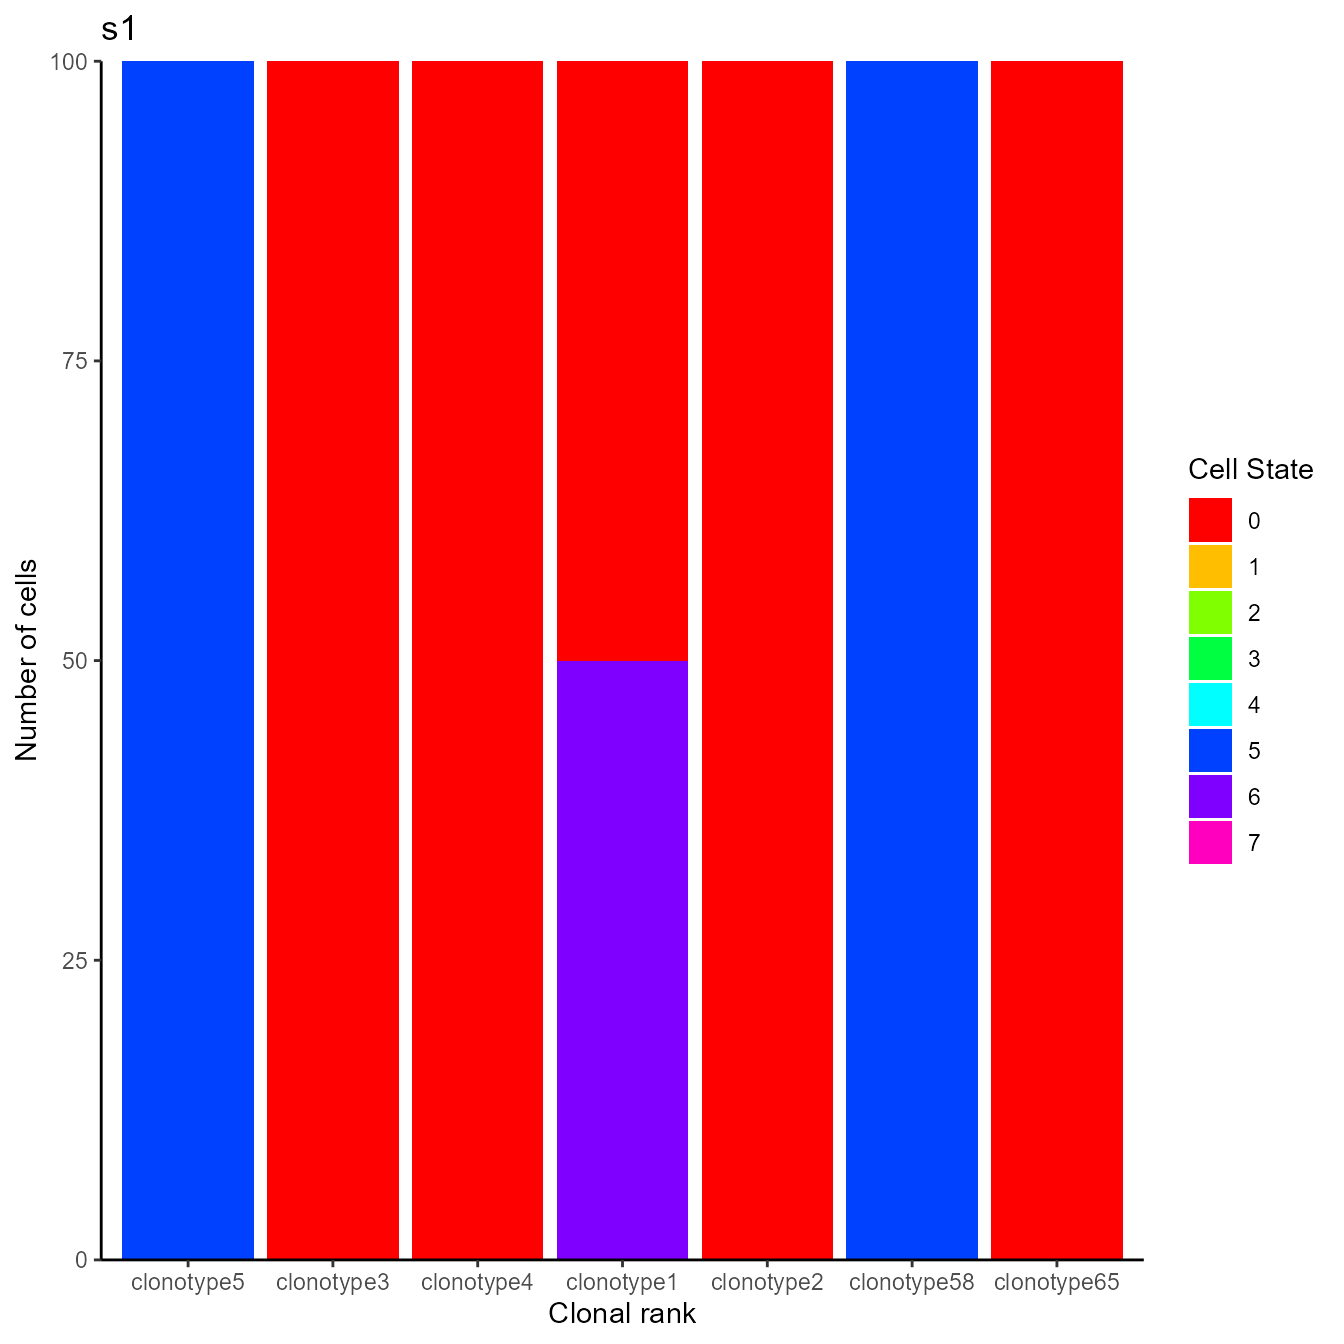 s1
100
75
50
25
0
Number of cells
clonotype5 clonotype3 clonotype4 clonotype1 clonotype2 clonotype58 clonotype65
Clonal rank
Cell State
0
1
2
3
4
5
6
7